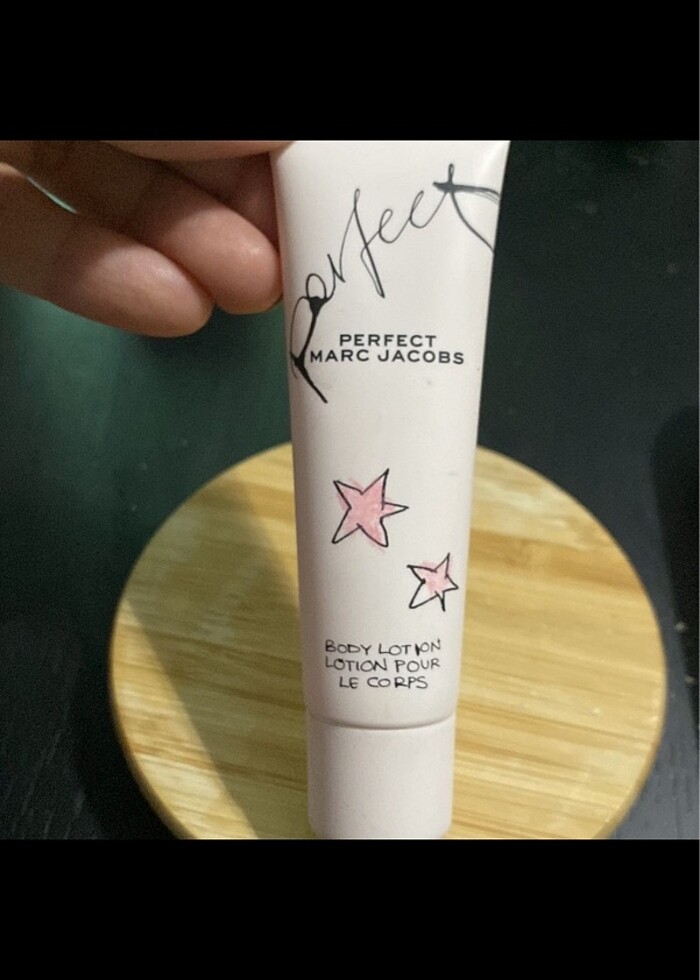 Perfect
PERFECT
MARC JACOBS
BODY LOTION
LOTION POUR
LE CORPS